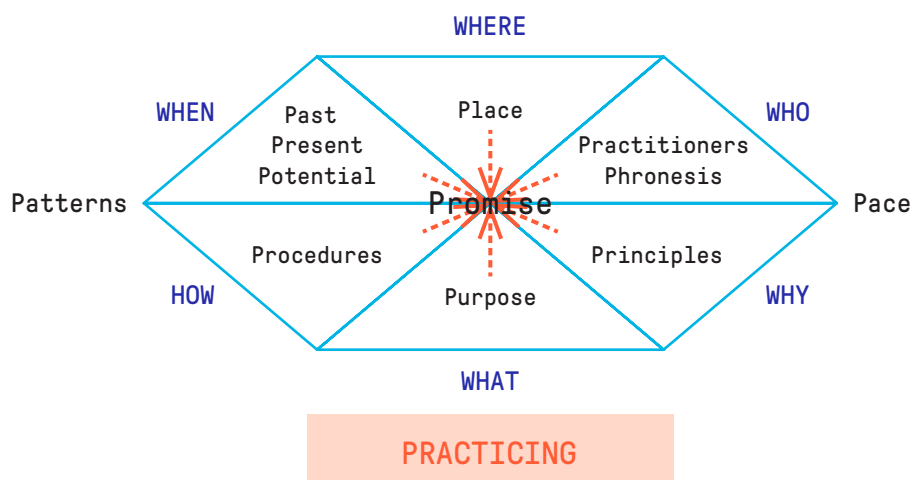 WHERE
WHEN
Past
Present
Potential
Place
Practitioners
Phronesis
WHO
Patterns
Promise
Pace
Procedures
Purpose
Principles
HOW
WHY
WHAT
PRACTICING